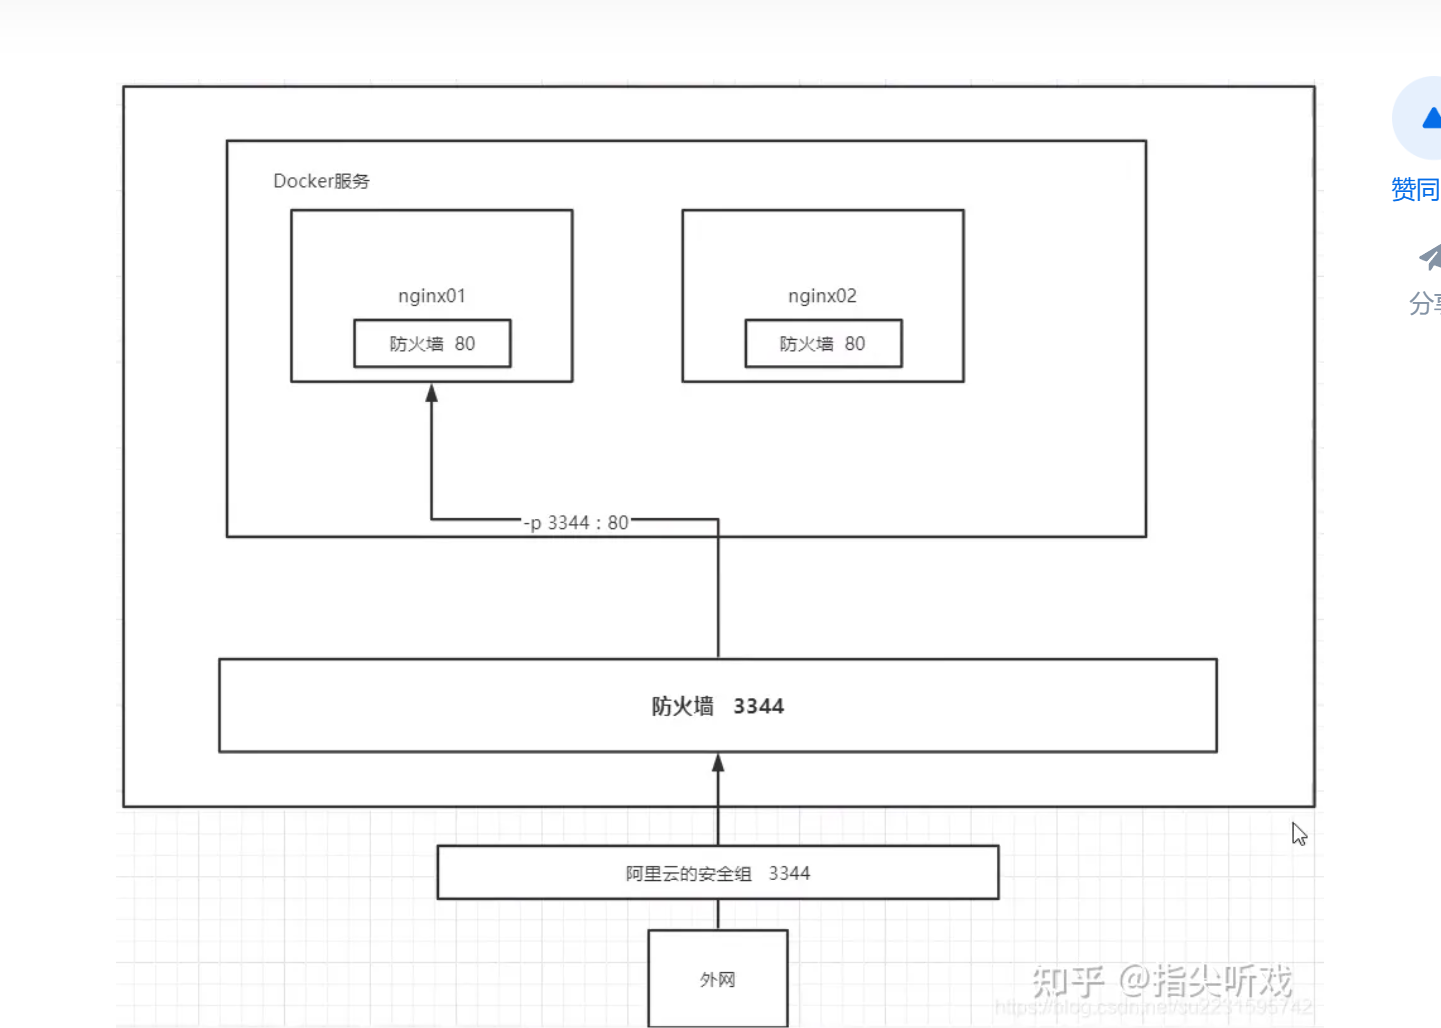 赞同
分享
Docker服务
nginx01
nginx02
防火墙 80
防火墙 80
-p 3344：80
防火墙 3344
阿里云的安全组 3344
外网
知乎 @指尖听戏
https://blog.csdn.net/su2231595742